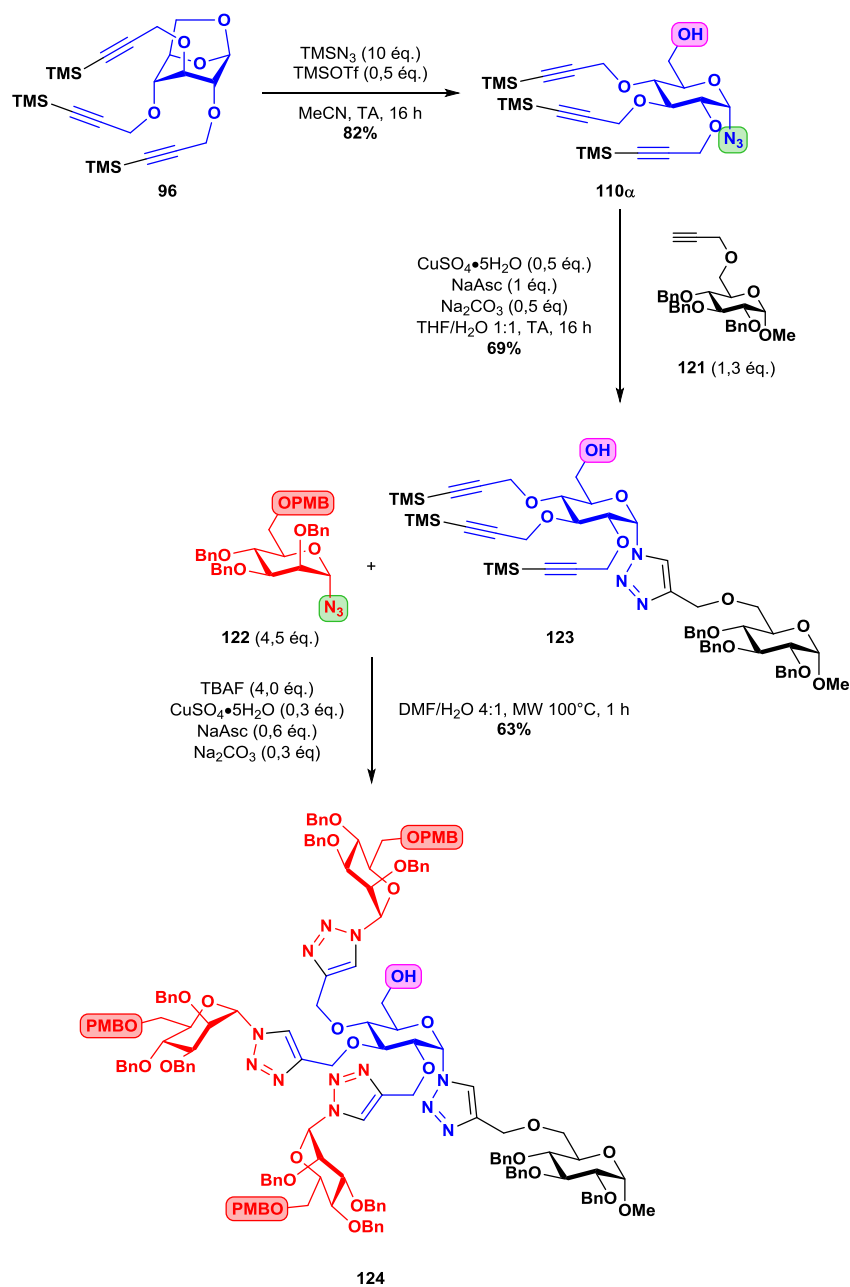 O
O
O
TMS
TMS
O
O
TMS
96
TMSN3 (10 éq.)
TMSOTf (0,5 éq.)
MeCN, TA, 16 h
82%
OH
TMS
O
O
TMS
O
O
N3
TMS
110α
CuSO4•5H2O (0,5 éq.)
NaAsc (1 éq.)
Na2CO3 (0,5 éq)
THF/H2O 1:1, TA, 16 h
69%
O
O
BnO
BnO
BnO
OMe
121 (1,3 éq.)
OPMB
OBn
BnO
O
BnO
N3
122 (4,5 éq.)
+
OH
TMS
O
O
TMS
O
O
TMS
N
N
N
O
O
BnO
BnO
BnO
OMe
123
TBAF (4,0 éq.)
CuSO4•5H2O (0,3 éq.)
NaAsc (0,6 éq.)
Na2CO3 (0,3 éq)
DMF/H2O 4:1, MW 100°C, 1 h
63%
BnO
OPMB
BnO
OBn
O
N
N
N
OH
BnO
O
PMBO
BnO
OBn
N
N
N
O
O
O
O
N
N
N
N
N
N
O
O
BnO
BnO
BnO
OMe
O
BnO
PMBO
OBn
OBn
124